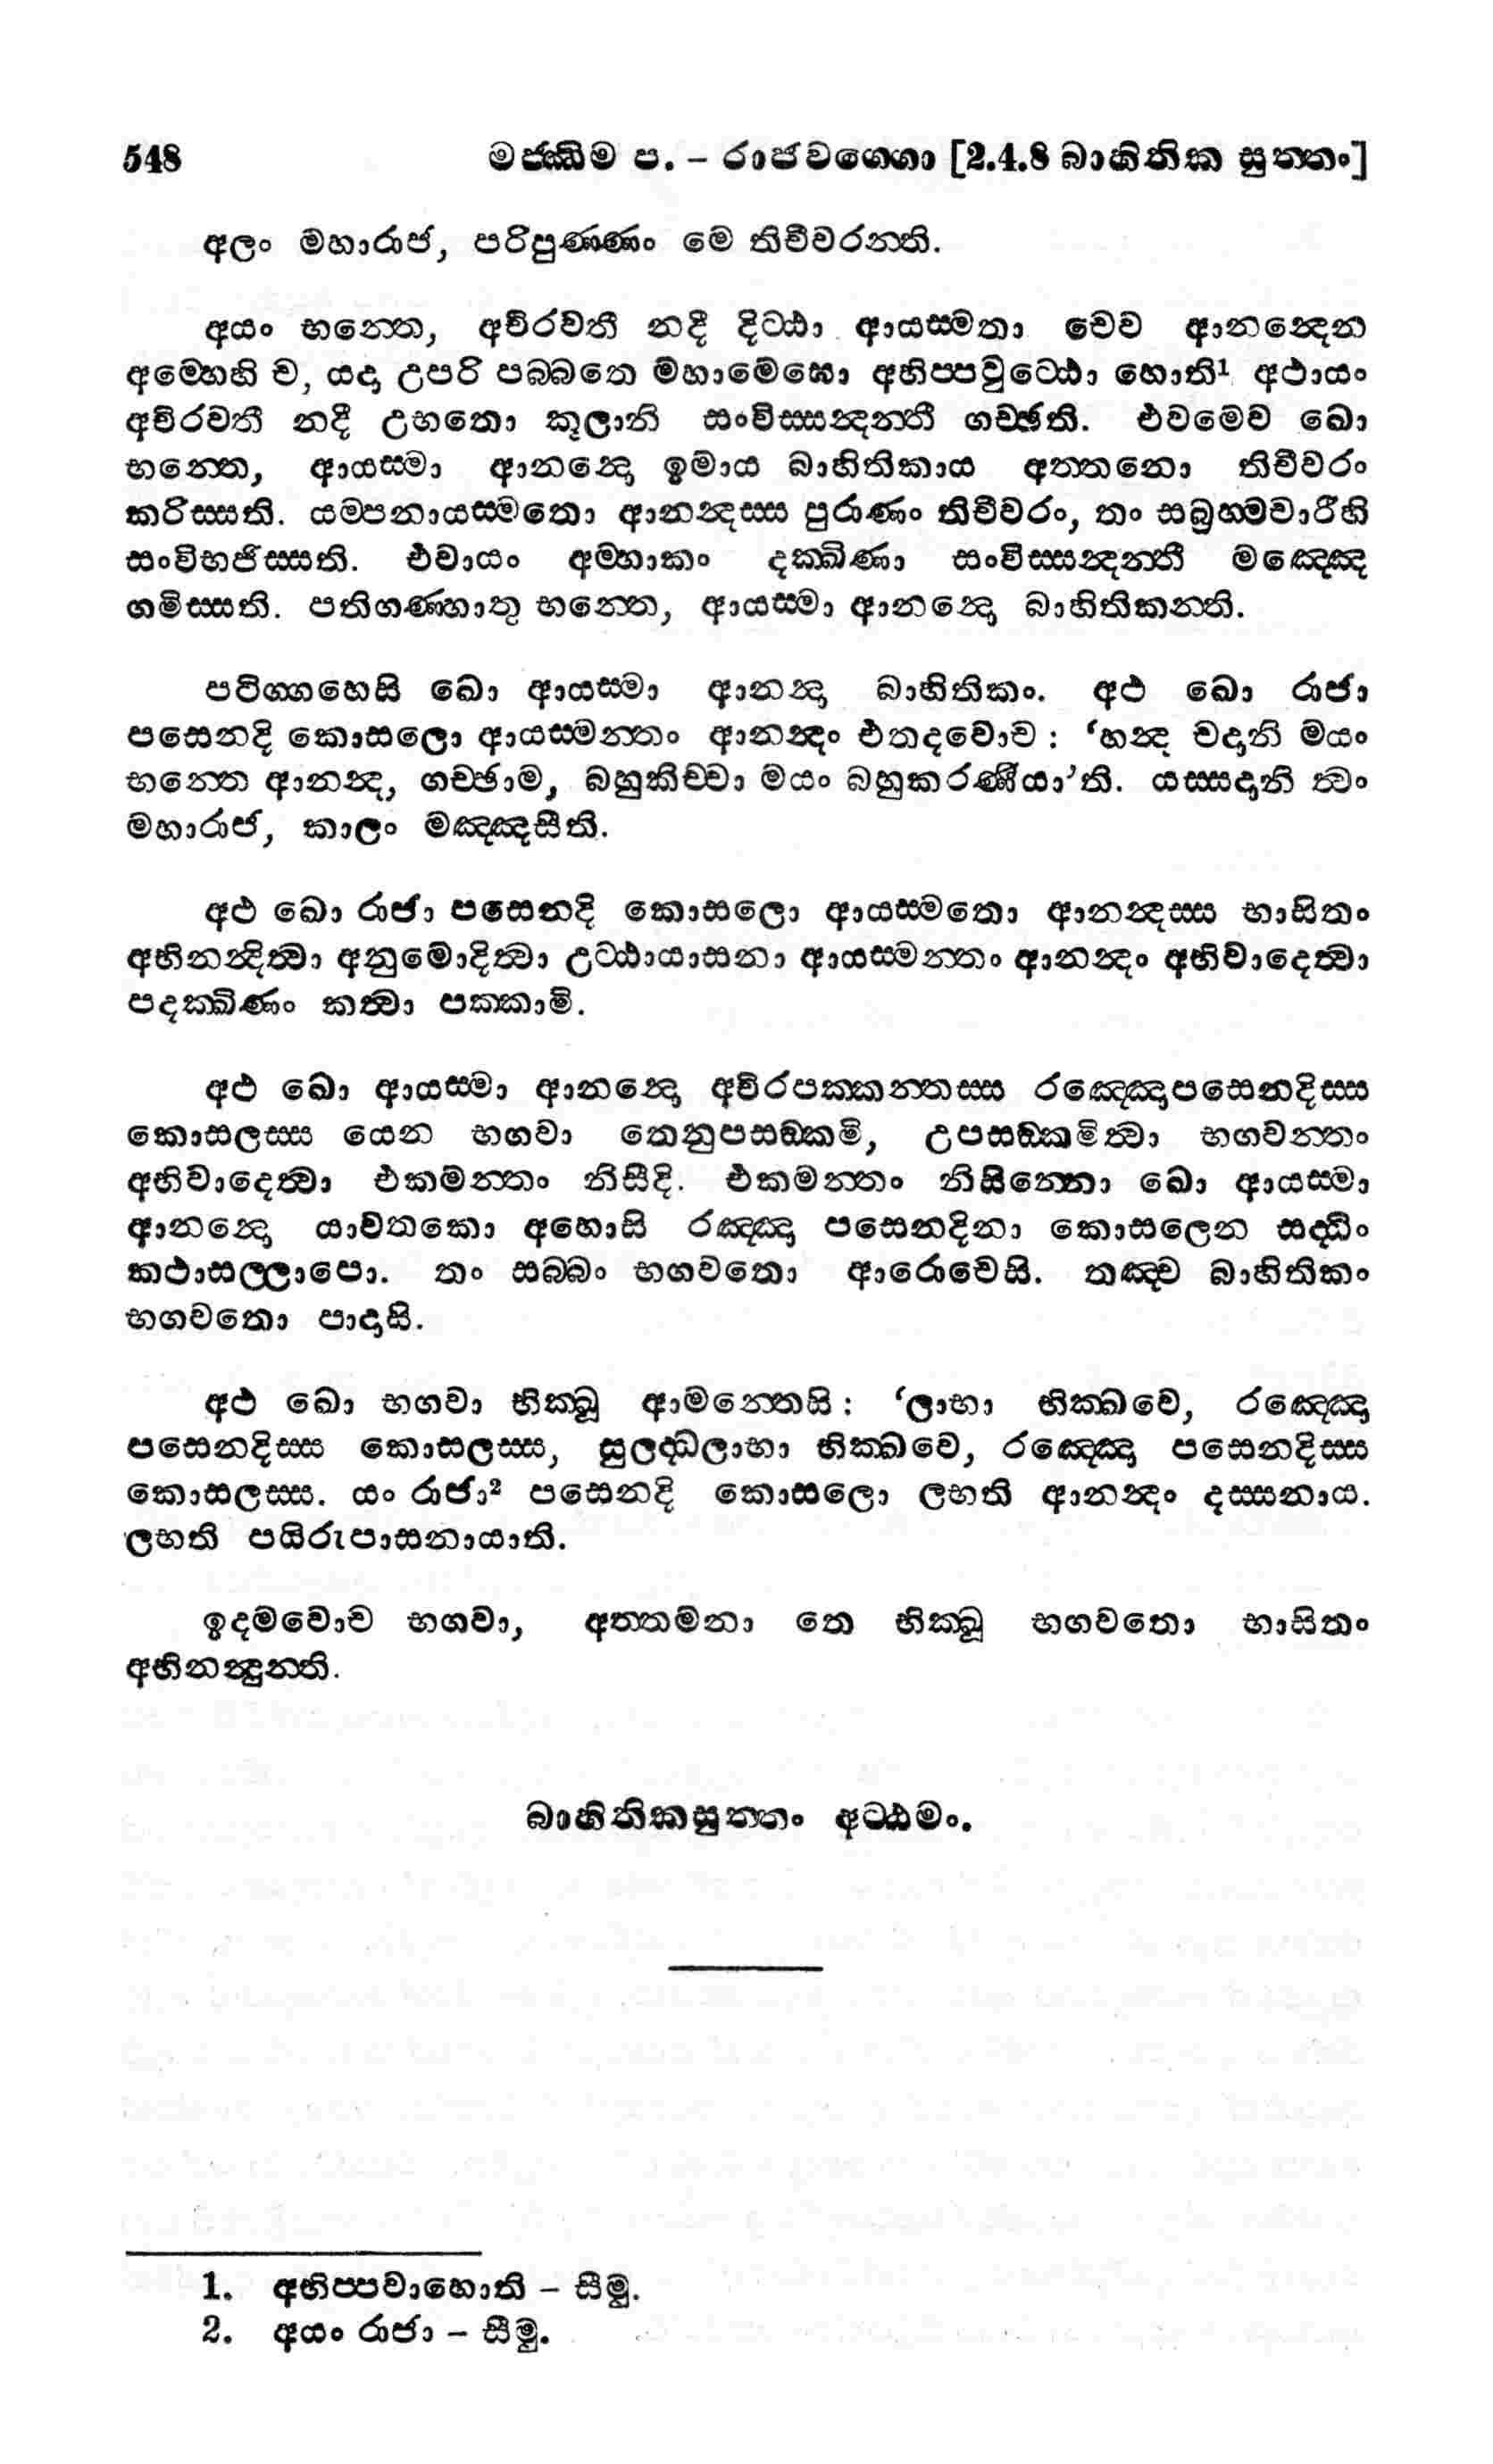 548 මජ්ඣිම ප. – රාජවග්ගො [2.4.8 බාහිතික සුත්තං]
අලං මහාරාජ, පරිපුණ්ණං මෙ තිචීවරන්ති.
අයං භන්තෙ, අචිරවතී නදී දිට්ඨා ආයස්මතා චෙව ආනන්දෙන
අම්හෙහි ච, යදා උපරි පබ්බතෙ මහාමේඝො අභිප්පවුට්ඨො හොති¹ අථායං
අචිරවතී නදී උභතො කූලානි සංවිස්සන්දන්තී ගච්ඡති. එවමෙව ඛො
භන්තෙ, ආයස්මා ආනන්දො ඉමාය බාහිතිකාය අත්තනො තිචීවරං
කරිස්සති. යම්පනායස්මතො ආනන්දස්ස පුරාණං තිචීවරං, තං සබ්‍රහ්මචාරීහි
සංවිභජිස්සති. එවායං අම්හාකං දක්ඛිණා සංවිස්සන්දන්තී මඤ්ඤෙ
ගමිස්සති. පතිගණ්හාතු භන්තෙ, ආයස්මා ආනන්දො බාහිතිකන්ති.
පටිග්ගහෙසි ඛො ආයස්මා ආනන්දා බාහිතිකං. අථ ඛො රාජා
පසෙනදි කොසලො ආයස්මන්තං ආනන්දං එතදවොච : ‘හන්ද චදානි මයං
භන්තෙ ආනන්ද, ගච්ඡාම, බහුකිච්චා මයං බහුකරණීයා’ති. යස්සදානි ත්වං
මහාරාජ, කාලං මඤ්ඤසීති.
අථ ඛො රාජා පසෙනදි කොසලො ආයස්මතො ආනන්දස්ස භාසිතං
අභිනන්දිත්වා අනුමොදිත්වා උට්ඨායාසනා ආයස්මන්තං ආනන්දං අභිවාදෙත්වා
පදක්ඛිණං කත්වා පක්කාමි.
අථ ඛො ආයස්මා ආනන්දො අචිරපක්කන්තස්ස රඤ්ඤොපසෙනදිස්ස
කොසලස්ස යෙන භගවා තෙනුපසඞ්කමි, උපසඞ්කමිත්වා භගවන්තං
අභිවාදෙත්වා එකමන්තං නිසීදි. එකමන්තං නිසින්නො ඛො ආයස්මා
ආනන්දො යාවතකො අහොසි රඤ්ඤා පසෙනදිනා කොසලෙන සද්ධිං
කථාසල්ලාපො. තං සබ්බං භගවතො ආරොචෙසි. තඤ්ච බාහිතිකං
භගවතො පාදාසි.
අථ ඛො භගවා භික්ඛූ ආමන්තෙසි : ‘ලාභා භික්ඛවෙ, රඤ්ඤො
පසෙනදිස්ස කොසලස්ස, සුලද්ධලාභා භික්ඛවෙ, රඤ්ඤො පසෙනදිස්ස
කොසලස්ස. යං රාජා² පසෙනදි කොසලො ලභති ආනන්දං දස්සනාය.
ලභති පයිරුපාසනායාති.
ඉදමවොච භගවා, අත්තමනා තෙ භික්ඛූ භගවතො භාසිතං
අභිනන්දුන්ති.
බාහිතිකසුත්තං අට්ඨමං.
1. අභිප්පවාහොති – සීමු.
2. අයං රාජා – සීමු.